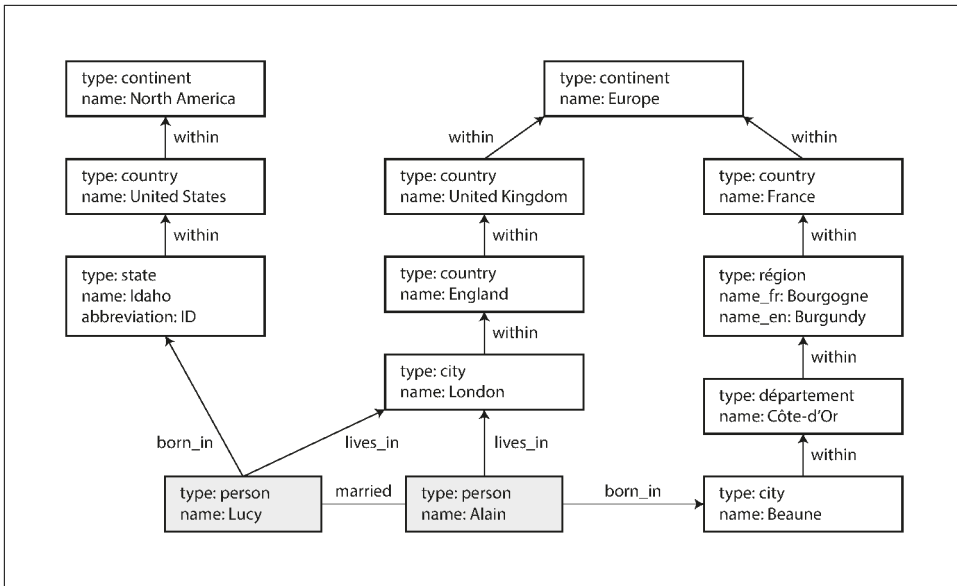 type: continent
name: North America
type: continent
name: Europe
within
within
within
type: country
name: United States
type: country
name: United Kingdom
type: country
name: France
within
within
within
type: state
name: Idaho
abbreviation: ID
type: country
name: England
type: région
name_fr: Bourgogne
name_en: Burgundy
within
within
type: city
name: London
type: département
name: Côte-d'Or
born_in
lives_in
lives_in
within
type: person
name: Lucy
married
type: person
name: Alain
born_in
type: city
name: Beaune